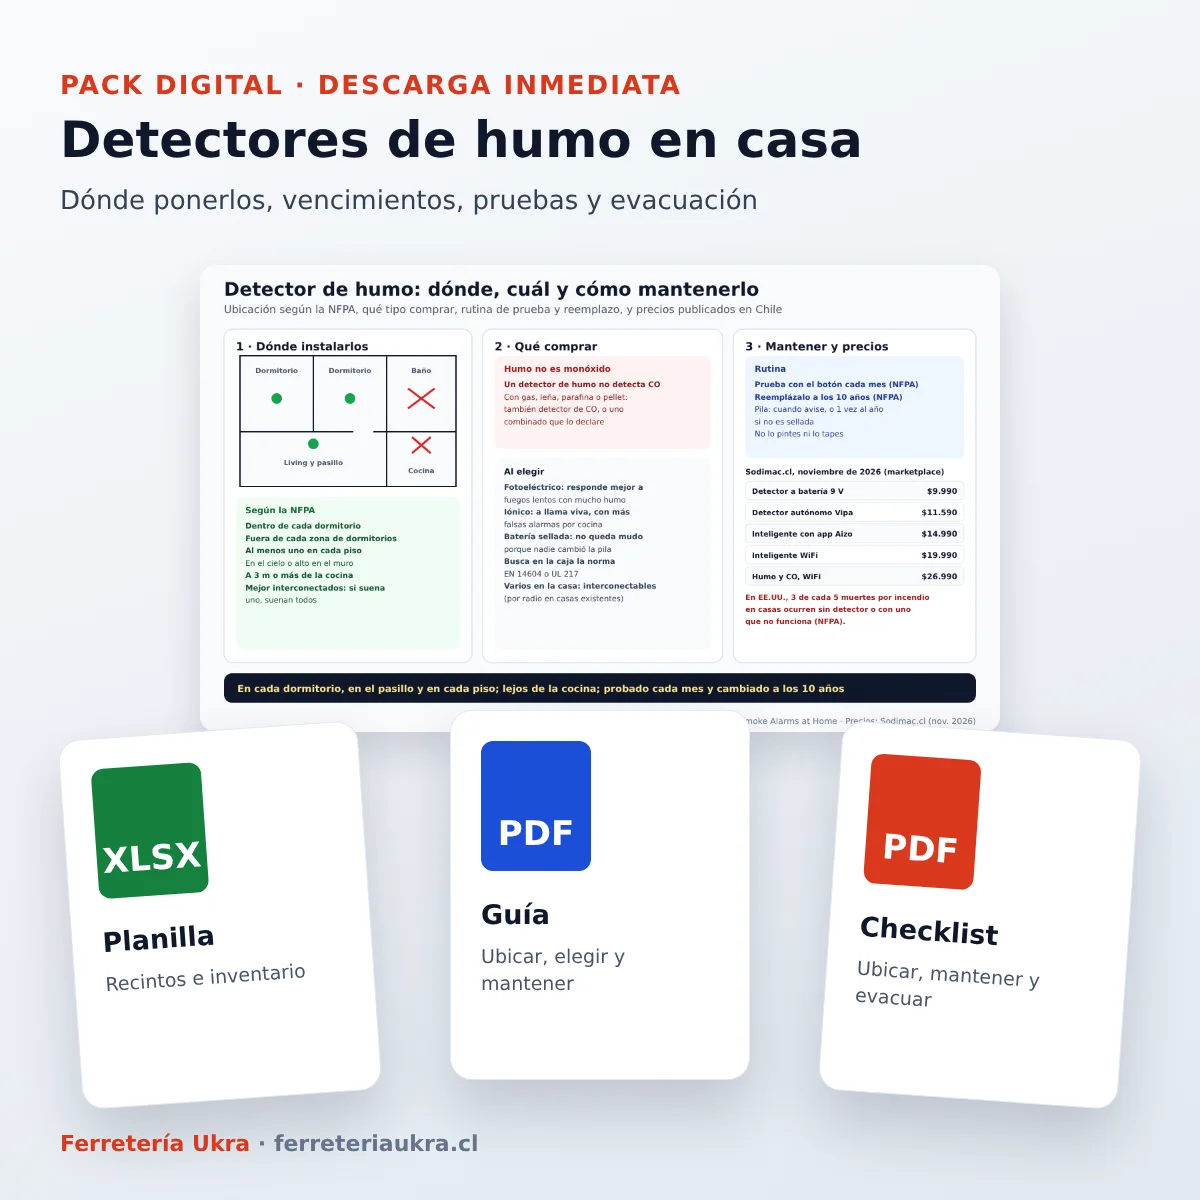 PACK DIGITAL · DESCARGA INMEDIATA
Detectores de humo en casa
Dónde ponerlos, vencimientos, pruebas y evacuación
Detector de humo: dónde, cuál y cómo mantenerlo
Ubicación según la NFPA, qué tipo comprar, rutina de prueba y reemplazo, y precios publicados en Chile
1 · Dónde instalarlos
Dormitorio
Dormitorio
Baño
Living y pasillo
Cocina
Según la NFPA
Dentro de cada dormitorio
Fuera de cada zona de dormitorios
Al menos uno en cada piso
En el cielo o alto en el muro
A 3 m o más de la cocina
Mejor interconectados: si suena
uno, suenan todos
2 · Qué comprar
Humo no es monóxido
Un detector de humo no detecta CO
Con gas, leña, parafina o pellet:
también detector de CO, o uno
combinado que lo declare
Al elegir
Fotoeléctrico: responde mejor a
fuegos lentos con mucho humo
Iónico: a llama viva, con más
falsas alarmas por cocina
Batería sellada: no queda mudo
porque nadie cambió la pila
Busca en la caja la norma
EN 14604 o UL 217
Varios en la casa: interconectables
(por radio en casas existentes)
3 · Mantener y precios
Rutina
Prueba con el botón cada mes (NFPA)
Reemplázalo a los 10 años (NFPA)
Pila: cuando avise, o 1 vez al año
si no es sellada
No lo pintes ni lo tapes
Sodimac.cl, noviembre de 2026 (marketplace)
Detector a batería 9 V $9.990
Detector autónomo Vipa $11.590
Inteligente con app Aizo $14.990
Inteligente WiFi $19.990
Humo y CO, WiFi $26.990
En EE.UU., 3 de cada 5 muertes por incendio
en casas ocurren sin detector o con uno
que no funciona (NFPA).
En cada dormitorio, en el pasillo y en cada piso; lejos de la cocina; probado cada mes y cambiado a los 10 años
Alarms at Home · Precios: Sodimac.cl (nov. 2026)
XLSX
Planilla
Recintos e inventario
PDF
Guía
Ubicar, elegir y
mantener
PDF
Checklist
Ubicar, mantener y
evacuar
Ferretería Ukra · ferreteriaukra.cl